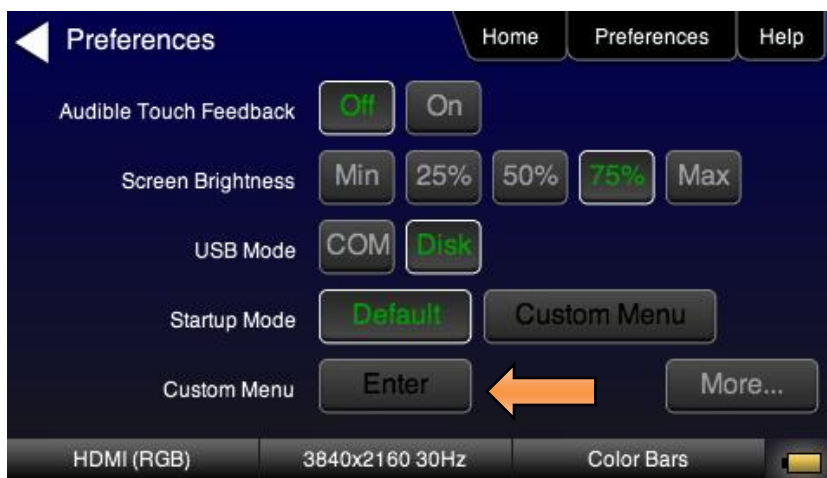 Preferences Home Preferences Help
Audible Touch Feedback Off On
Screen Brightness Min 25% 50% 75% Max
USB Mode COM Disk
Startup Mode Default Custom Menu
Custom Menu Enter More...
HDMI (RGB) 3840x2160 30Hz Color Bars